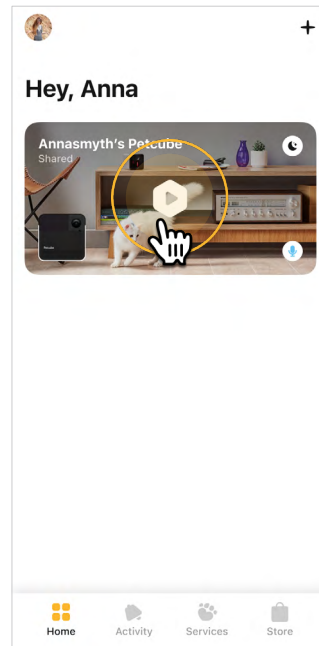 Hey, Anna
Annasmyth's Petcube
Shared
Home
Activity
Services
Store